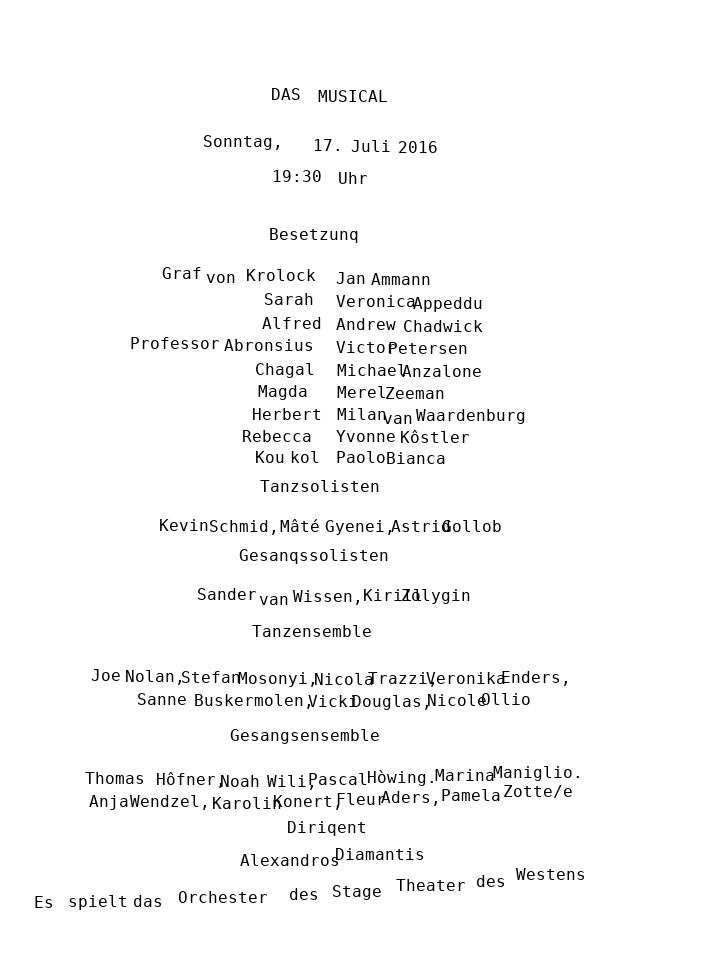 DAS MUSICAL
Sonntag, 17. Juli 2016
19:30 Uhr
Besetzunq
Graf von Krolock Jan Ammann
Sarah Veronica Appeddu
Alfred Andrew Chadwick
Professor Abronsius Victor Petersen
Chagal Michael Anzalone
Magda Merel Zeeman
Herbert Milan van Waardenburg
Rebecca Yvonne Kôstler
Kou kol Paolo Bianca
Tanzsolisten
Kevin Schmid, Mâté Gyenei, Astrid Gollob
Gesanqssolisten
Sander van Wissen, Kirill Zolygin
Tanzensemble
Joe Nolan, Stefan Mosonyi, Nicola Trazzi, Veronika Enders,
Sanne Buskermolen, Vicki Douglas, Nicole Ollio
Gesangsensemble
Thomas Hôfner, Noah Wili, Pascal Hòwing. Marina Maniglio.
Anja Wendzel, Karolin Konert, Fleur Aders, Pamela Zotte/e
Diriqent
Alexandros Diamantis
Es spielt das Orchester des Stage Theater des Westens